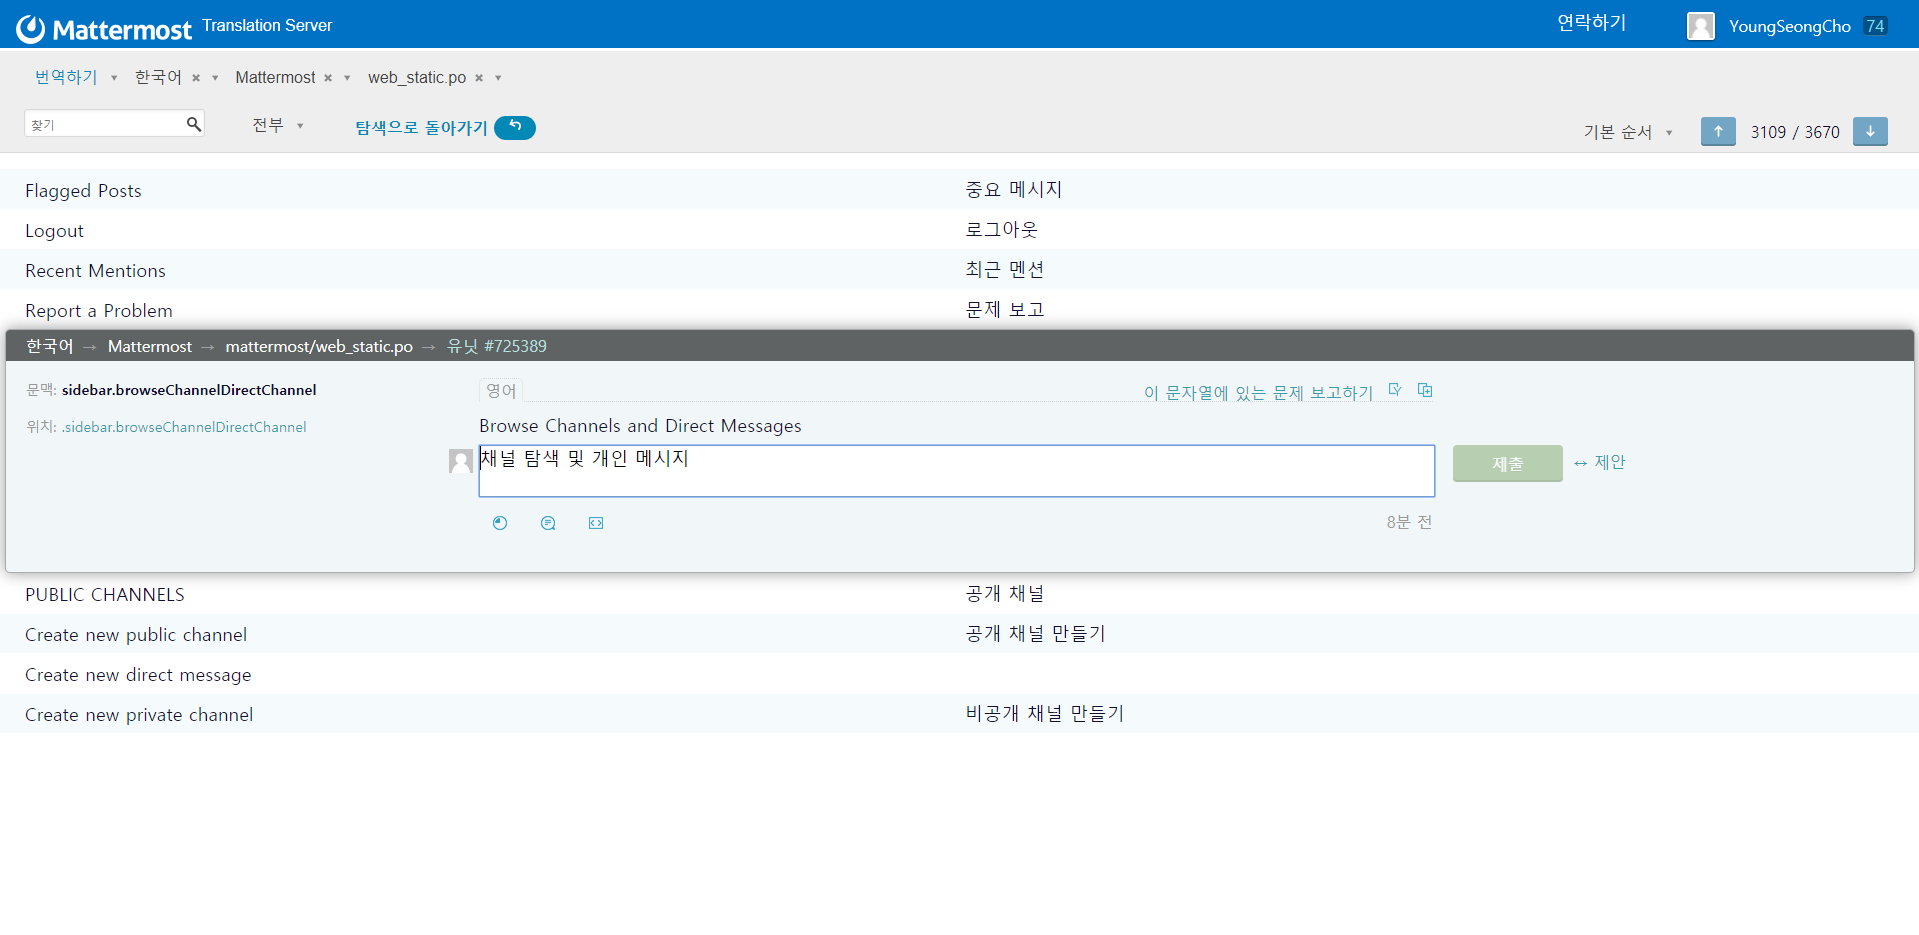 Mattermost Translation Server 연락하기 YoungSeongCho 74
번역하기 한국어 Mattermost web_static.po
찾기 전부 탐색으로 돌아가기 기본 순서 3109 / 3670
Flagged Posts 중요 메시지
Logout 로그아웃
Recent Mentions 최근 멘션
Report a Problem 문제 보고
한국어 → Mattermost → mattermost/web_static.po → 유닛 #725389
문맥: sidebar.browseChannelDirectChannel 영어 이 문자열에 있는 문제 보고하기
위치: .sidebar.browseChannelDirectChannel Browse Channels and Direct Messages
채널 탐색 및 개인 메시지 제출 ↔ 제안
8분 전
PUBLIC CHANNELS 공개 채널
Create new public channel 공개 채널 만들기
Create new direct message
Create new private channel 비공개 채널 만들기